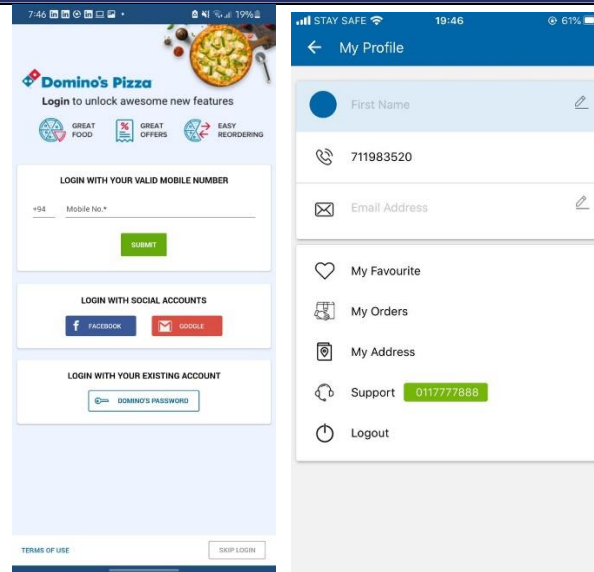 7:46
19%
Domino's Pizza
Login to unlock awesome new features
GREAT
FOOD
%
GREAT
OFFERS
EASY
REORDERING
LOGIN WITH YOUR VALID MOBILE NUMBER
+94 Mobile No.*
SUBMIT
LOGIN WITH SOCIAL ACCOUNTS
f FACEBOOK
GOOGLE
LOGIN WITH YOUR EXISTING ACCOUNT
DOMINO'S PASSWORD
TERMS OF USE
SKIP LOGIN
STAY SAFE 19:46 61%
My Profile
First Name
711983520
Email Address
My Favourite
My Orders
My Address
Support 0117777888
Logout